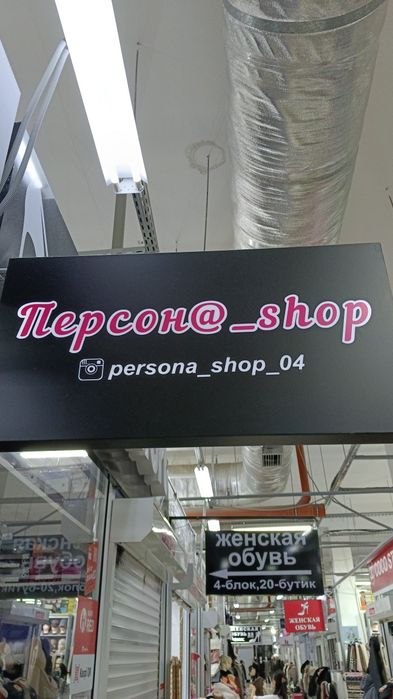 Персон@_shop
persona_shop_04
женская
обувь
4-блок,20-бутик
ЖЕНСКАЯ
ОБУВЬ